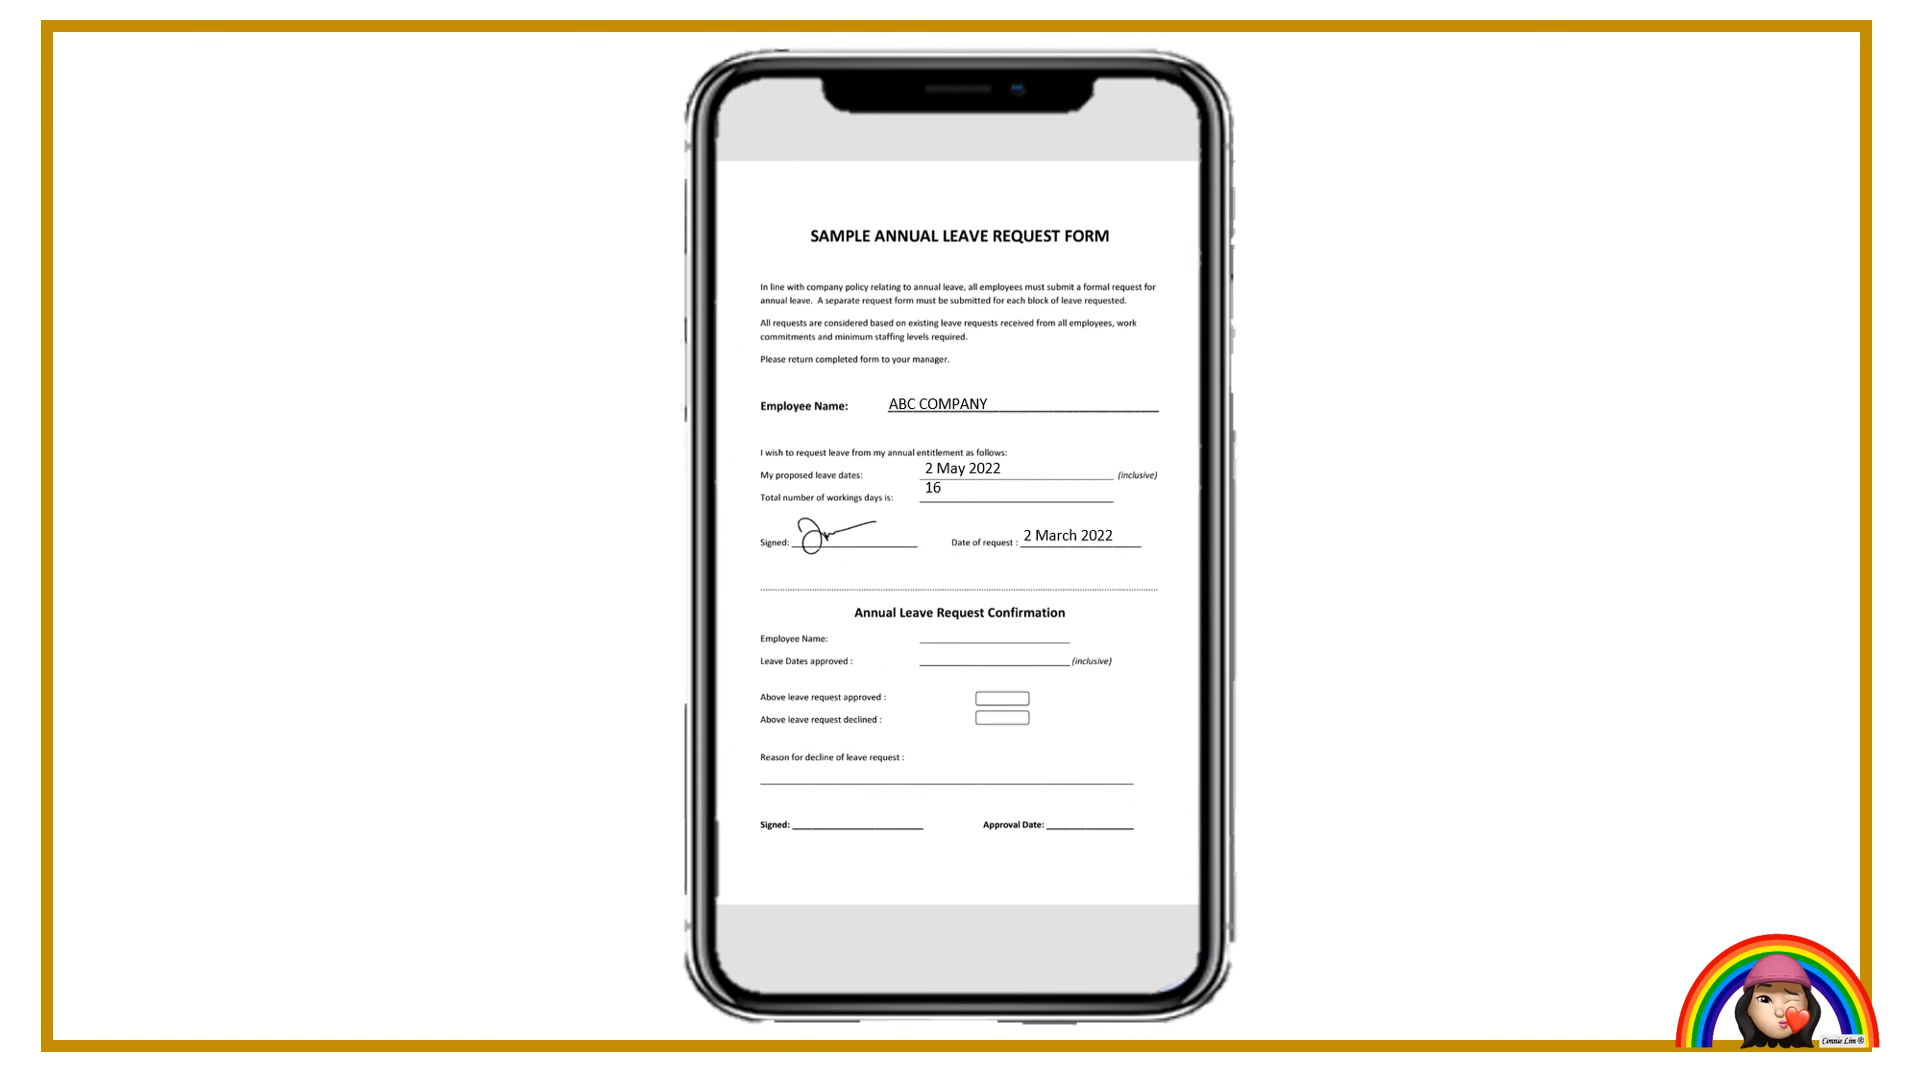 SAMPLE ANNUAL LEAVE REQUEST FORM
In line with company policy relating to annual leave, all employees must submit a formal request for
annual leave. A separate request form must be submitted for each block of leave requested.
All requests are considered based on existing leave requests received from all employees, work
commitments and minimum staffing levels required.
Please return completed form to your manager.
Employee Name: ABC COMPANY
I wish to request leave from my annual entitlement as follows:
My proposed leave dates: 2 May 2022 (inclusive)
Total number of workings days is: 16
Signed: Date of request : 2 March 2022
Annual Leave Request Confirmation
Employee Name:
Leave Dates approved : (inclusive)
Above leave request approved :
Above leave request declined :
Reason for decline of leave request :
Signed: Approval Date:
Connie Lim ®